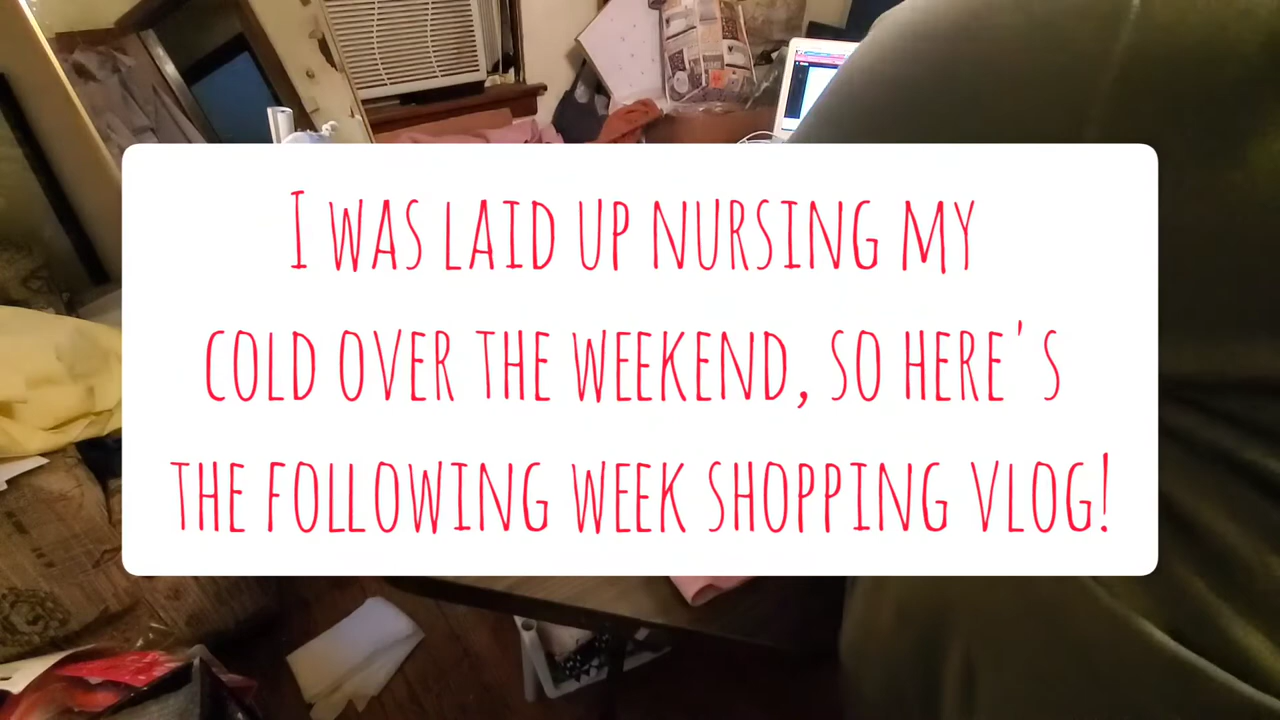 I WAS LAID UP NURSING MY
COLD OVER THE WEEKEND, SO HERE'S
THE FOLLOWING WEEK SHOPPING VLOG!